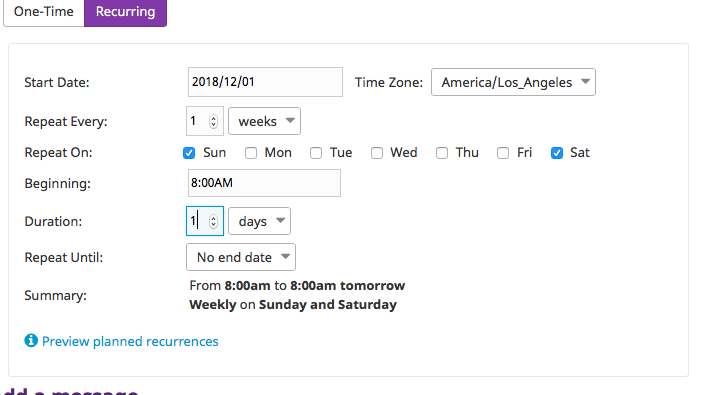 One-Time Recurring
Start Date: 2018/12/01 Time Zone: America/Los_Angeles
Repeat Every: 1 weeks
Repeat On: Sun Mon Tue Wed Thu Fri Sat
Beginning: 8:00AM
Duration: 1 days
Repeat Until: No end date
Summary: From 8:00am to 8:00am tomorrow
Weekly on Sunday and Saturday
Preview planned recurrences
dd a message